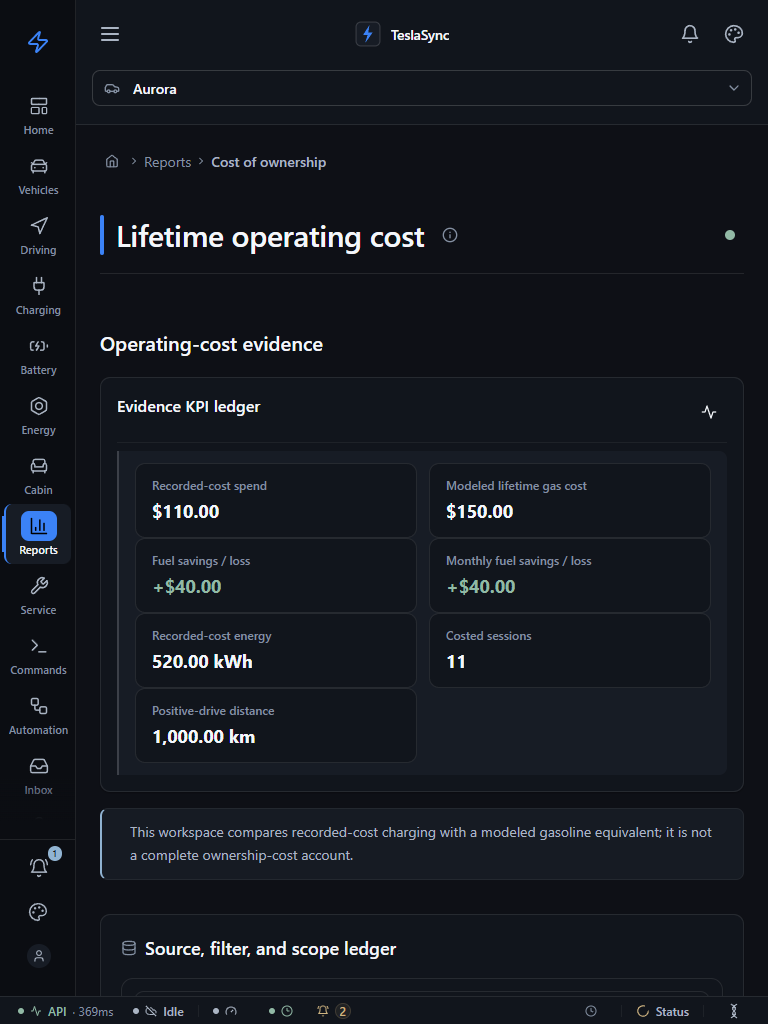 TeslaSync
Aurora
Home
Vehicles
Driving
Charging
Battery
Energy
Cabin
Reports
Service
Commands
Automation
Inbox
1
Reports
Cost of ownership
Lifetime operating cost
Operating-cost evidence
Evidence KPI ledger
Recorded-cost spend
$110.00
Modeled lifetime gas cost
$150.00
Fuel savings / loss
+$40.00
Monthly fuel savings / loss
+$40.00
Recorded-cost energy
520.00 kWh
Costed sessions
11
Positive-drive distance
1,000.00 km
This workspace compares recorded-cost charging with a modeled gasoline equivalent; it is not
a complete ownership-cost account.
Source, filter, and scope ledger
API · 369ms
Idle
2
Status